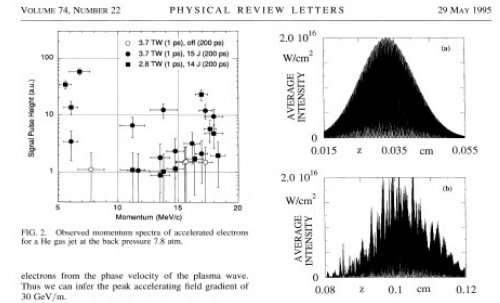 VOLUME 74, NUMBER 22
PHYSICAL REVIEW LETTERS
29 MAY 1995
3.7 TW (1 ps), off (200 ps)
3.7 TW (1 ps), 15 J (200 ps)
2.8 TW (1 ps), 14 J (200 ps)
Signal Pulse Height (a.u.)
100
10
1
5
10
15
20
Momentum (MeV/c)
FIG. 2. Observed momentum spectra of accelerated electrons
for a He gas jet at the back pressure 7.8 atm.
electrons from the phase velocity of the plasma wave.
Thus we can infer the peak accelerating field gradient of
30 GeV/m.
2.0 10^16
W/cm^2
AVERAGE
INTENSITY
0
(a)
0.015 z 0.035 cm 0.055
2.0 10^16
W/cm^2
AVERAGE
INTENSITY
0
(b)
0.08 z 0.1 cm 0.12